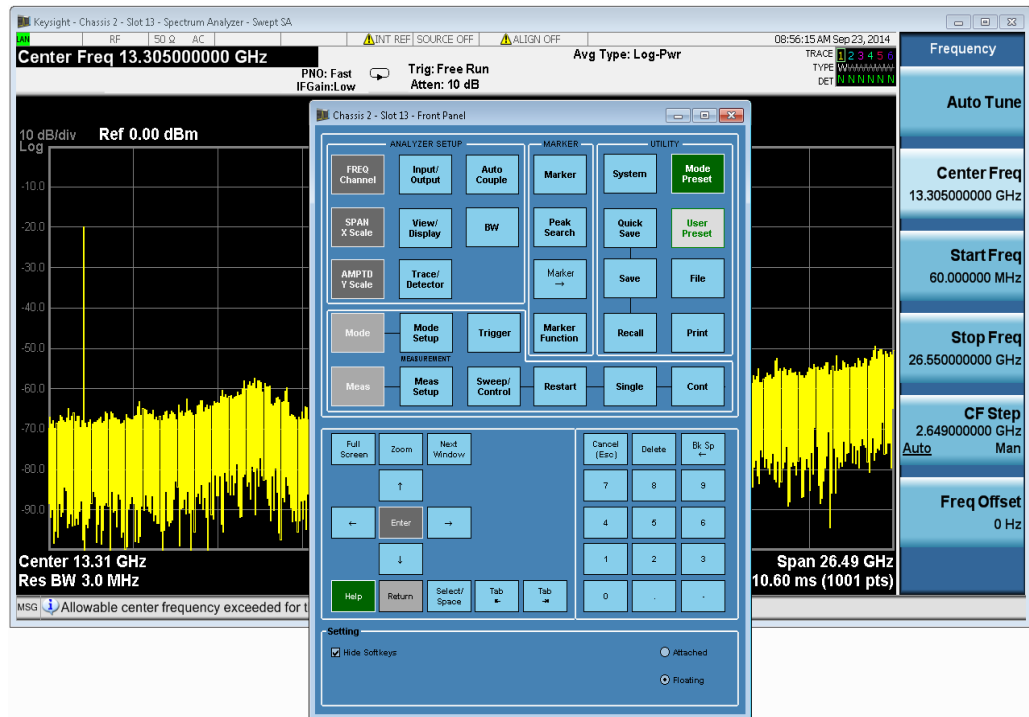 Keysight - Chassis 2 - Slot 13 - Spectrum Analyzer - Swept SA
LAN RF 50 Ω AC INT REF SOURCE OFF ALIGN OFF 08:56:15 AM Sep 23, 2014
Center Freq 13.305000000 GHz
PNO: Fast
IFGain:Low
Trig: Free Run
Atten: 10 dB
Avg Type: Log-Pwr
TRACE 1 2 3 4 5 6
TYPE WWWWWW
DET N N N N N N
10 dB/div
Log
Ref 0.00 dBm
-10.0
-20.0
-30.0
-40.0
-50.0
-60.0
-70.0
-80.0
-90.0
Center 13.31 GHz
Res BW 3.0 MHz
Span 26.49 GHz
10.60 ms (1001 pts)
MSG Allowable center frequency exceeded for t
Frequency
Auto Tune
Center Freq
13.305000000 GHz
Start Freq
60.000000 MHz
Stop Freq
26.550000000 GHz
CF Step
2.649000000 GHz
Auto Man
Freq Offset
0 Hz
Chassis 2 - Slot 13 - Front Panel
ANALYZER SETUP
MARKER
UTILITY
FREQ
Channel
Input/
Output
Auto
Couple
Marker
System
Mode
Preset
SPAN
X Scale
View/
Display
BW
Peak
Search
Quick
Save
User
Preset
AMPTD
Y Scale
Trace/
Detector
Marker
→
Save
File
Mode
Mode
Setup
Trigger
Marker
Function
Recall
Print
MEASUREMENT
Meas
Meas
Setup
Sweep/
Control
Restart
Single
Cont
Full
Screen
Zoom
Next
Window
Cancel
(Esc)
Delete
Bk Sp
←
↑
7
8
9
←
Enter
→
4
5
6
↓
1
2
3
Help
Return
Select/
Space
Tab
⇤
Tab
⇥
0
.
-
Setting
Hide Softkeys
Attached
Floating